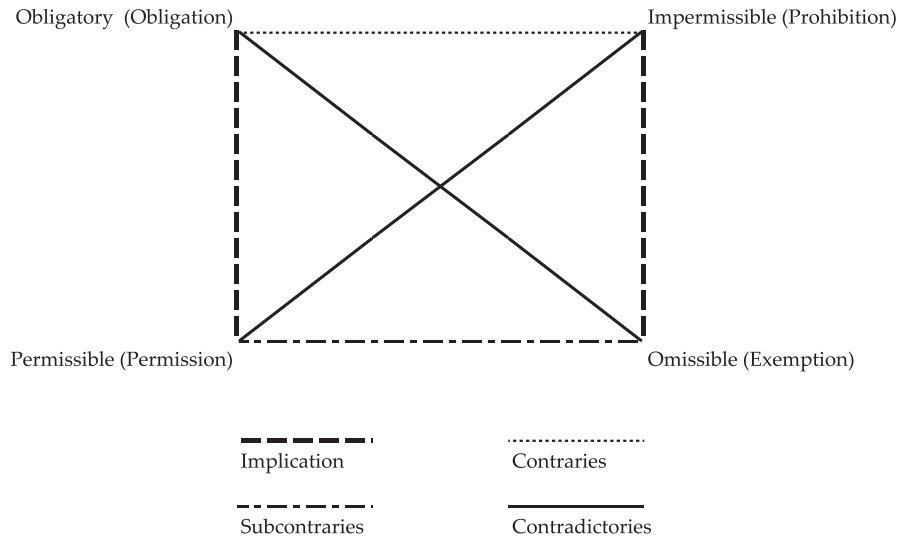 Obligatory (Obligation)
Impermissible (Prohibition)
Permissible (Permission)
Omissible (Exemption)
Implication
Contraries
Subcontraries
Contradictories